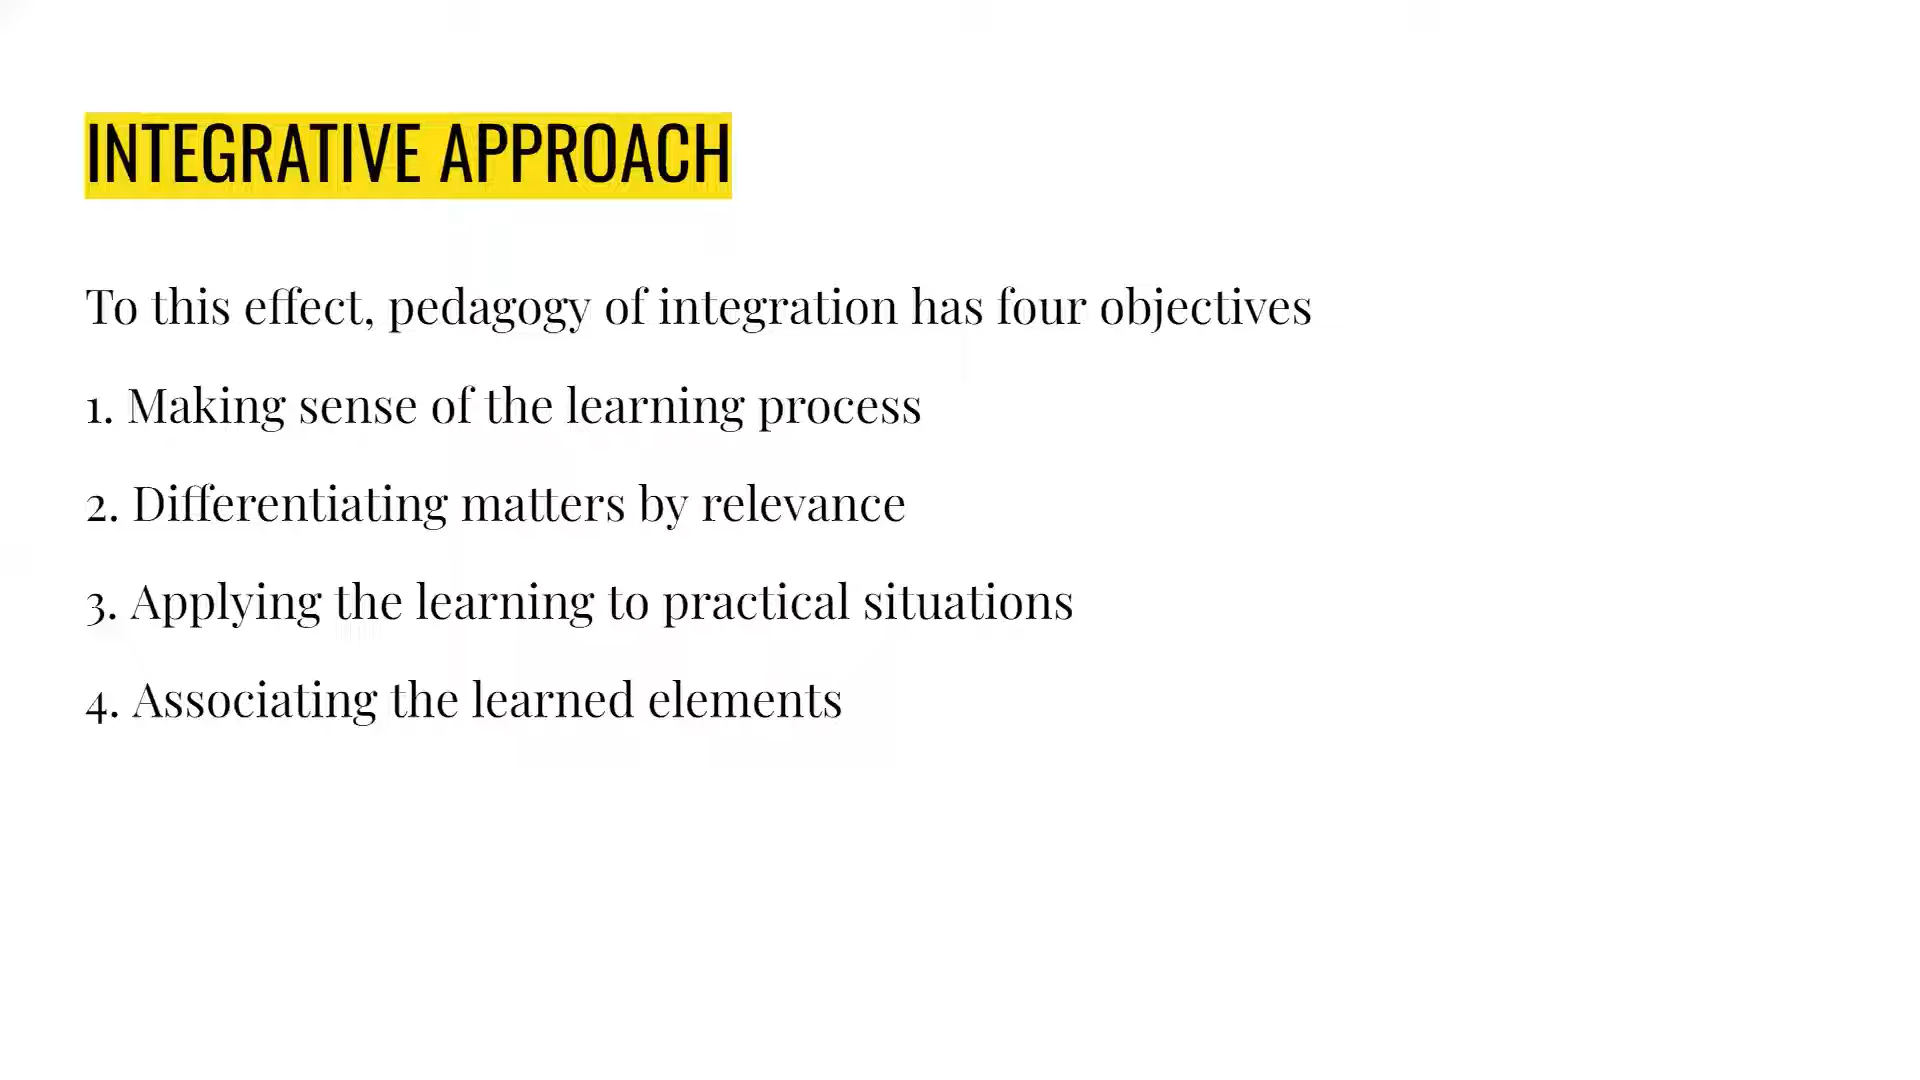 INTEGRATIVE APPROACH
To this effect, pedagogy of integration has four objectives
1. Making sense of the learning process
2. Differentiating matters by relevance
3. Applying the learning to practical situations
4. Associating the learned elements